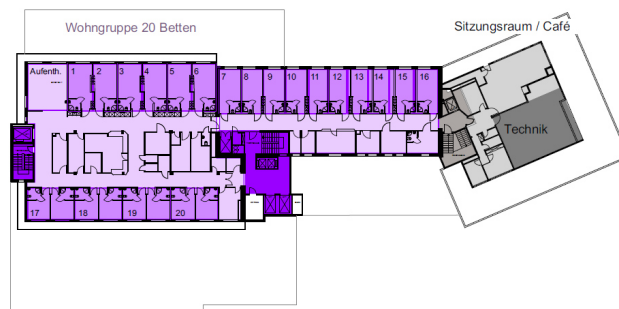 Wohngruppe 20 Betten
Sitzungsraum / Café
Aufenth. 1 2 3 4 5 6 7 8 9 10 11 12 13 14 15 16
Technik
17 18 19 20